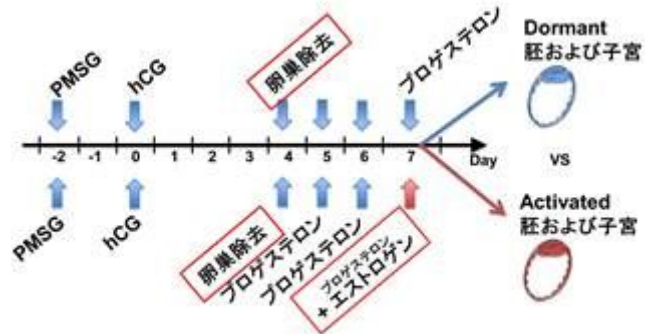 PMSG
hCG
卵巣除去
プロゲステロン
Dormant
胚および子宮
-2 -1 0 1 2 3 4 5 6 7 Day
VS
PMSG
hCG
卵巣除去
プロゲステロン
プロゲステロン
プロゲステロン
+ エストロゲン
Activated
胚および子宮